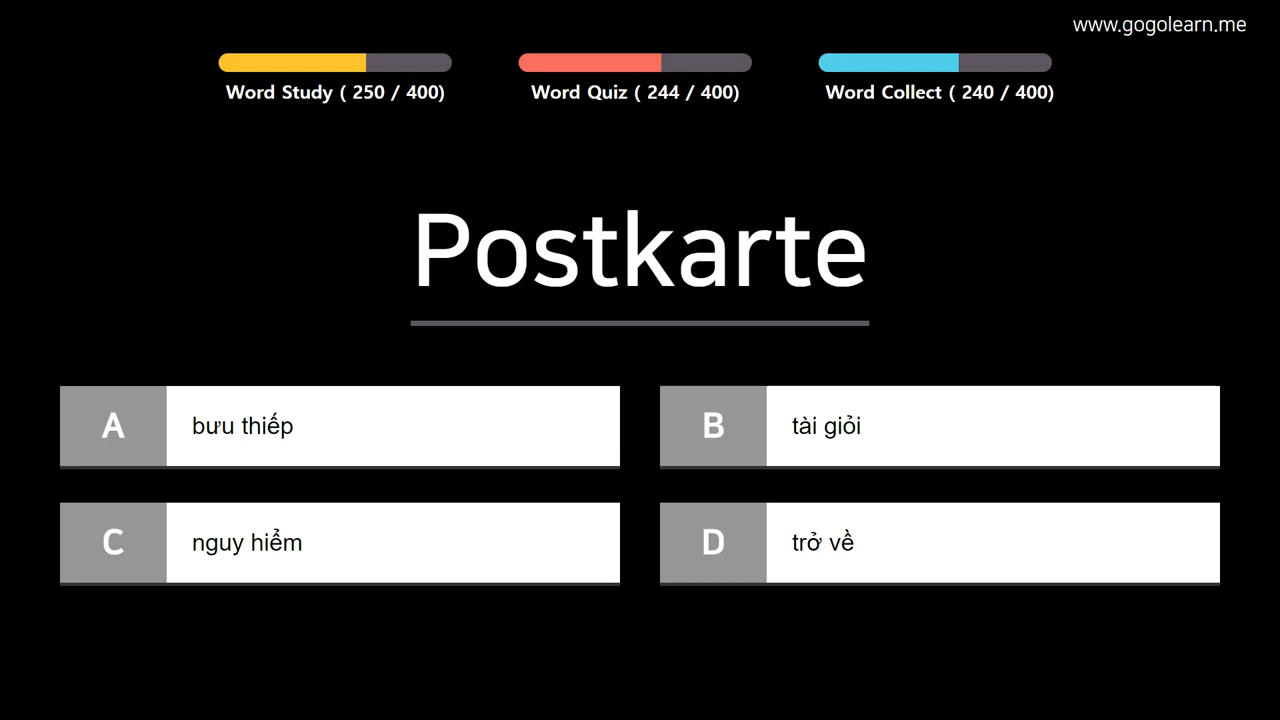 www.gogolearn.me
Word Study ( 250 / 400)
Word Quiz ( 244 / 400)
Word Collect ( 240 / 400)
Postkarte
A
bưu thiếp
B
tài giỏi
C
nguy hiểm
D
trở về